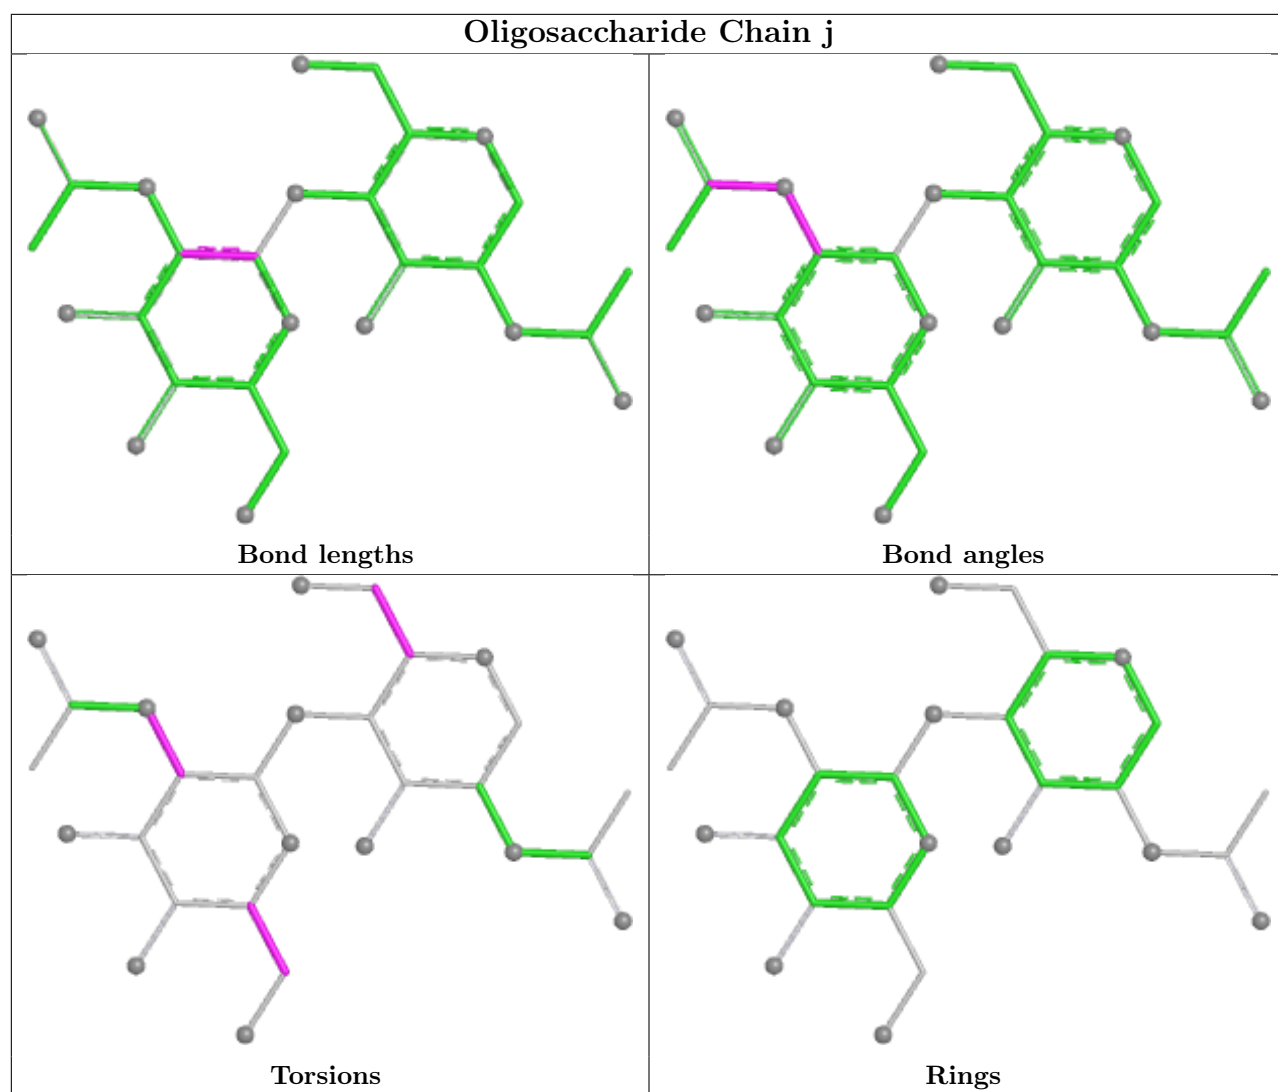 Oligosaccharide Chain j
Bond lengths
Bond angles
Torsions
Rings